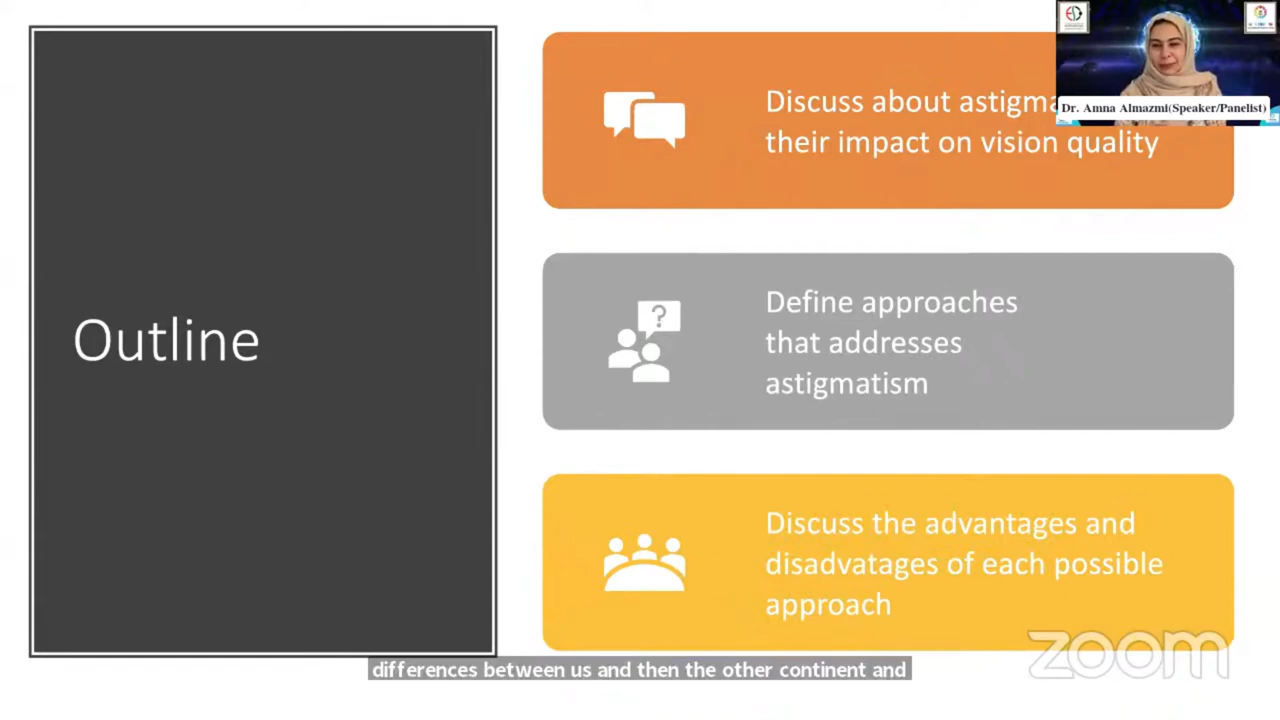 Outline
Discuss about astigma
their impact on vision quality
Dr. Amna Almazmi(Speaker/Panelist)
?
Define approaches
that addresses
astigmatism
Discuss the advantages and
disadvatages of each possible
approach
zoom
differences between us and then the other continent and